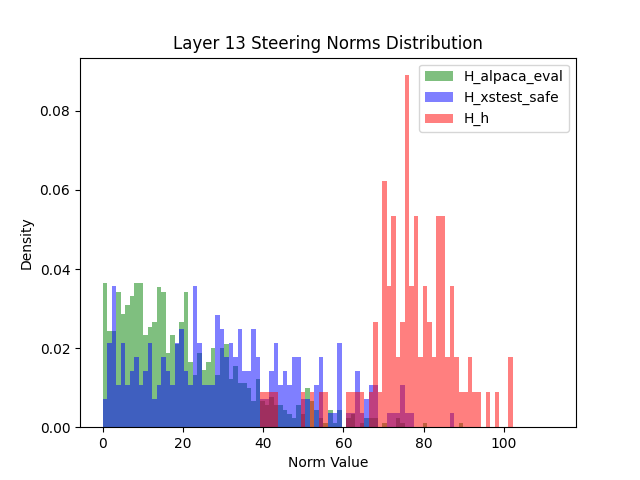 Layer 13 Steering Norms Distribution
H_alpaca_eval
H_xstest_safe
H_h
Density
0.08
0.06
0.04
0.02
0.00
0
20
40
60
80
100
Norm Value